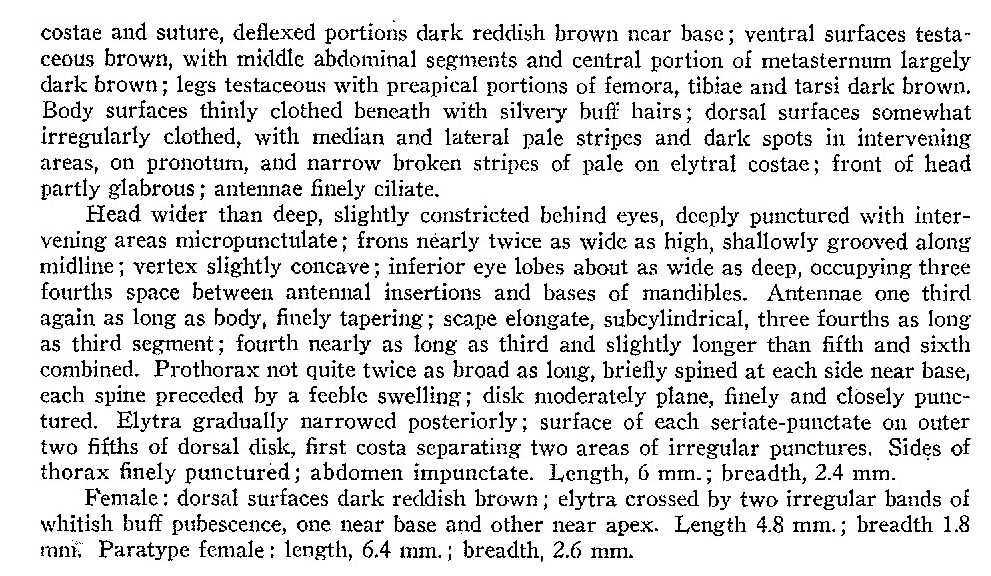 costae and suture, deflexed portions dark reddish brown near base; ventral surfaces testa-
ceous brown, with middle abdominal segments and central portion of metasternum largely
dark brown; legs testaceous with preapical portions of femora, tibiae and tarsi dark brown.
Body surfaces thinly clothed beneath with silvery buff hairs; dorsal surfaces somewhat
irregularly clothed, with median and lateral pale stripes and dark spots in intervening
areas, on pronotum, and narrow broken stripes of pale on elytral costae; front of head
partly glabrous; antennae finely ciliate.
Head wider than deep, slightly constricted behind eyes, deeply punctured with inter-
vening areas micropunctulate; frons nearly twice as wide as high, shallowly grooved along
midline; vertex slightly concave; inferior eye lobes about as wide as deep, occupying three
fourths space between antennal insertions and bases of mandibles. Antennae one third
again as long as body, finely tapering; scape elongate, subcylindrical, three fourths as long
as third segment; fourth nearly as long as third and slightly longer than fifth and sixth
combined. Prothorax not quite twice as broad as long, briefly spined at each side near base,
each spine preceded by a feeble swelling; disk moderately plane, finely and closely punc-
tured. Elytra gradually narrowed posteriorly; surface of each seriate-punctate on outer
two fifths of dorsal disk, first costa separating two areas of irregular punctures. Sides of
thorax finely punctured; abdomen impunctate. Length, 6 mm.; breadth, 2.4 mm.
Female: dorsal surfaces dark reddish brown; elytra crossed by two irregular bands of
whitish buff pubescence, one near base and other near apex. Length 4.8 mm.; breadth 1.8
mm. Paratype female: length, 6.4 mm.; breadth, 2.6 mm.